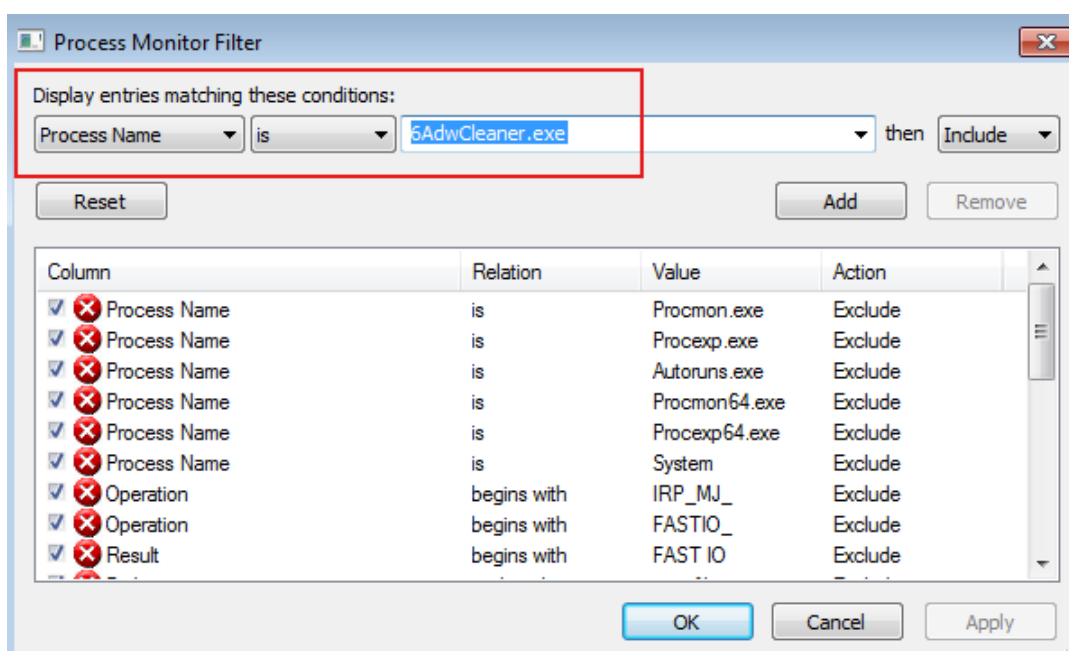 Process Monitor Filter
Display entries matching these conditions:
Process Name is 6AdwCleaner.exe then Include
Reset Add Remove
Column Relation Value Action
Process Name is Procmon.exe Exclude
Process Name is Procexp.exe Exclude
Process Name is Autoruns.exe Exclude
Process Name is Procmon64.exe Exclude
Process Name is Procexp64.exe Exclude
Process Name is System Exclude
Operation begins with IRP_MJ_ Exclude
Operation begins with FASTIO_ Exclude
Result begins with FAST IO Exclude
OK Cancel Apply